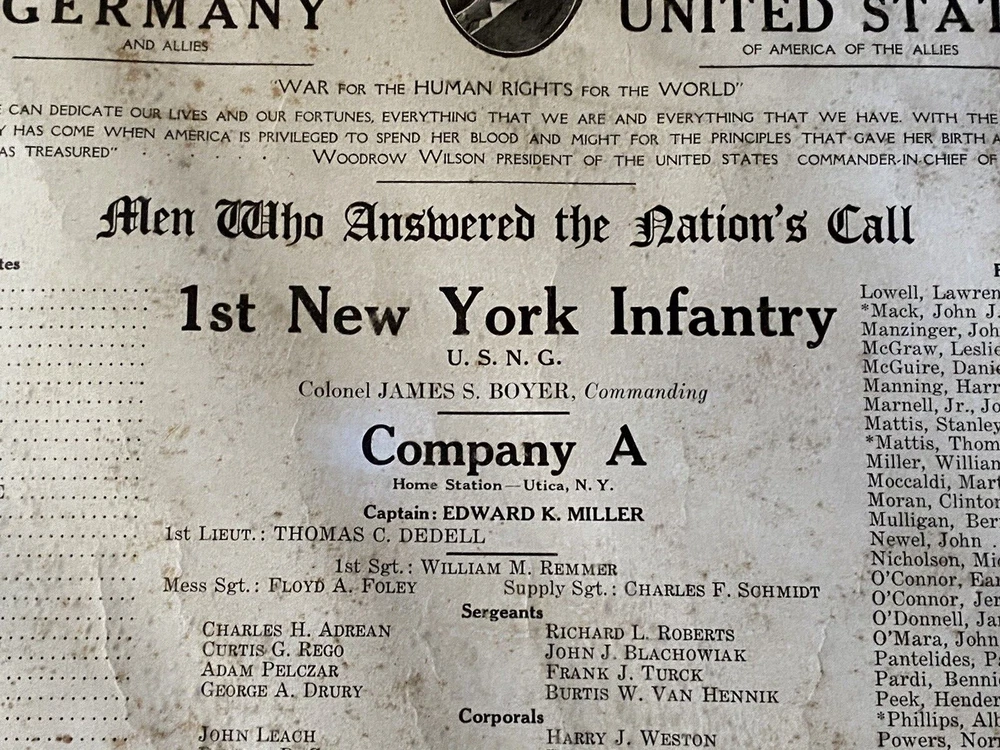 GERMANY
AND ALLIES
UNITED STAT
OF AMERICA OF THE ALLIES
"WAR FOR THE HUMAN RIGHTS FOR THE WORLD"
CAN DEDICATE OUR LIVES AND OUR FORTUNES, EVERYTHING THAT WE ARE AND EVERYTHING THAT WE HAVE. WITH THE
Y HAS COME WHEN AMERICA IS PRIVILEGED TO SPEND HER BLOOD AND MIGHT FOR THE PRINCIPLES THAT GAVE HER BIRTH A
AS TREASURED" . . . . . . . . WOODROW WILSON PRESIDENT OF THE UNITED STATES COMMANDER-IN-CHIEF OF
Men Who Answered the Nation's Call
1st New York Infantry
U. S. N. G.
Colonel JAMES S. BOYER, Commanding
Company A
Home Station—Utica, N. Y.
Captain: EDWARD K. MILLER
1st LIEUT.: THOMAS C. DEDELL
1st Sgt.: WILLIAM M. REMMER
Mess Sgt.: FLOYD A. FOLEY Supply Sgt.: CHARLES F. SCHMIDT
Sergeants
CHARLES H. ADREAN RICHARD L. ROBERTS
CURTIS G. REGO JOHN J. BLACHOWIAK
ADAM PELCZAR FRANK J. TURCK
GEORGE A. DRURY BURTIS W. VAN HENNIK
Corporals
JOHN LEACH HARRY J. WESTON
tes
Lowell, Lawren
*Mack, John J.
Manzinger, Joh
McGraw, Leslie
McGuire, Danie
Manning, Harr
Marnell, Jr., Jo
Mattis, Stanley
*Mattis, Thom
Miller, William
Moccaldi, Mart
Moran, Clinton
Mulligan, Ber
Newel, John .
Nicholson, Mic
O'Connor, Ear
O'Connor, Jer
O'Donnell, Ja
O'Mara, John
Pantelides, Pa
Pardi, Benni
Peek, Hender
*Phillips, Alb
Powers, Nor